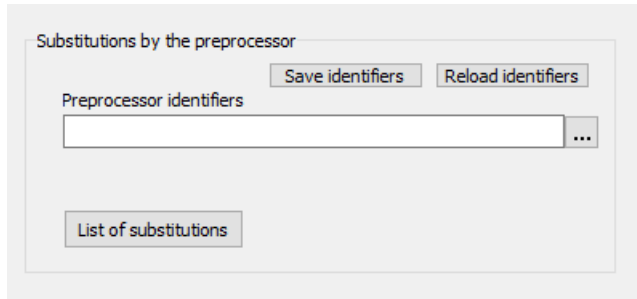 Substitutions by the preprocessor
Save identifiers Reload identifiers
Preprocessor identifiers
...
List of substitutions